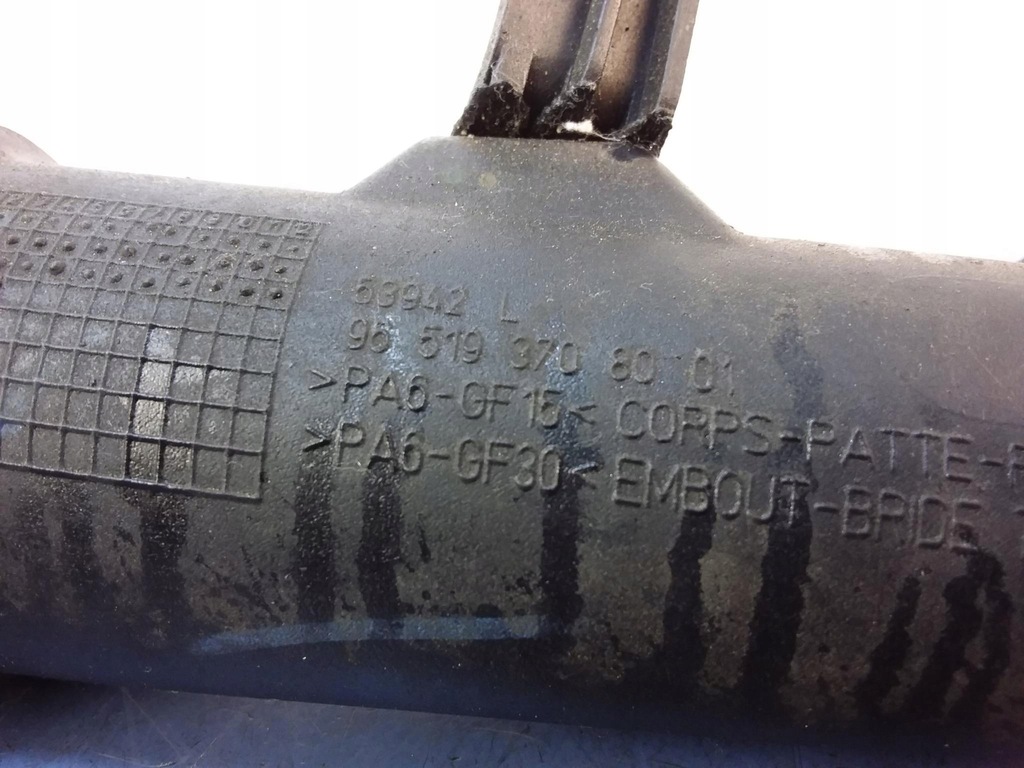 53942 L
96 519 370 80 01
>PA6-GF15< CORPS-PATTE-
>PA6-GF30< EMBOUT-BRIDE